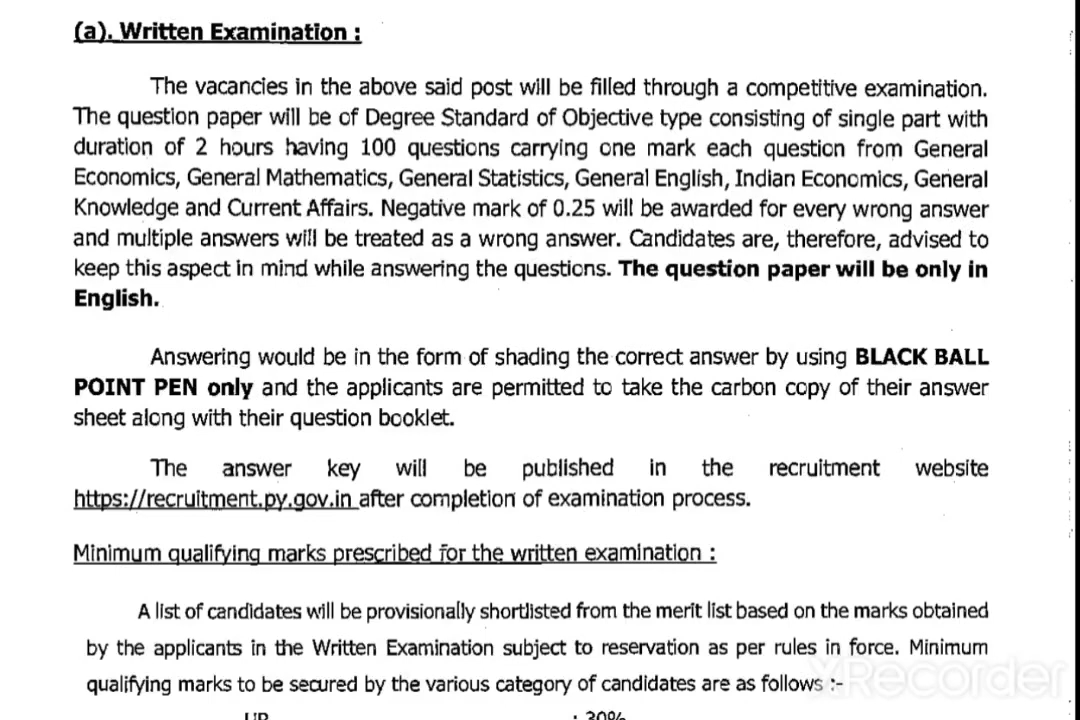 (a). Written Examination :
The vacancies in the above said post will be filled through a competitive examination.
The question paper will be of Degree Standard of Objective type consisting of single part with
duration of 2 hours having 100 questions carrying one mark each question from General
Economics, General Mathematics, General Statistics, General English, Indian Economics, General
Knowledge and Current Affairs. Negative mark of 0.25 will be awarded for every wrong answer
and multiple answers will be treated as a wrong answer. Candidates are, therefore, advised to
keep this aspect in mind while answering the questions. The question paper will be only in
English.
Answering would be in the form of shading the correct answer by using BLACK BALL
POINT PEN only and the applicants are permitted to take the carbon copy of their answer
sheet along with their question booklet.
The answer key will be published in the recruitment website
https://recruitment.py.gov.in after completion of examination process.
Minimum qualifying marks prescribed for the written examination :
A list of candidates will be provisionally shortlisted from the merit list based on the marks obtained
by the applicants in the Written Examination subject to reservation as per rules in force. Minimum
qualifying marks to be secured by the various category of candidates are as follows :-
UR : 30%
XRecorder